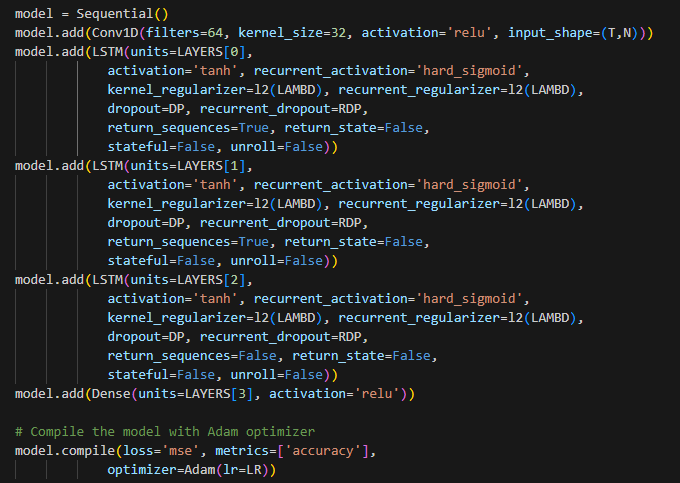 model = Sequential()
model.add(Conv1D(filters=64, kernel_size=32, activation='relu', input_shape=(T,N)))
model.add(LSTM(units=LAYERS[0],
            activation='tanh', recurrent_activation='hard_sigmoid',
            kernel_regularizer=l2(LAMBD), recurrent_regularizer=l2(LAMBD),
            dropout=DP, recurrent_dropout=RDP,
            return_sequences=True, return_state=False,
            stateful=False, unroll=False))
model.add(LSTM(units=LAYERS[1],
            activation='tanh', recurrent_activation='hard_sigmoid',
            kernel_regularizer=l2(LAMBD), recurrent_regularizer=l2(LAMBD),
            dropout=DP, recurrent_dropout=RDP,
            return_sequences=True, return_state=False,
            stateful=False, unroll=False))
model.add(LSTM(units=LAYERS[2],
            activation='tanh', recurrent_activation='hard_sigmoid',
            kernel_regularizer=l2(LAMBD), recurrent_regularizer=l2(LAMBD),
            dropout=DP, recurrent_dropout=RDP,
            return_sequences=False, return_state=False,
            stateful=False, unroll=False))
model.add(Dense(units=LAYERS[3], activation='relu'))

# Compile the model with Adam optimizer
model.compile(loss='mse', metrics=['accuracy'],
            optimizer=Adam(lr=LR))